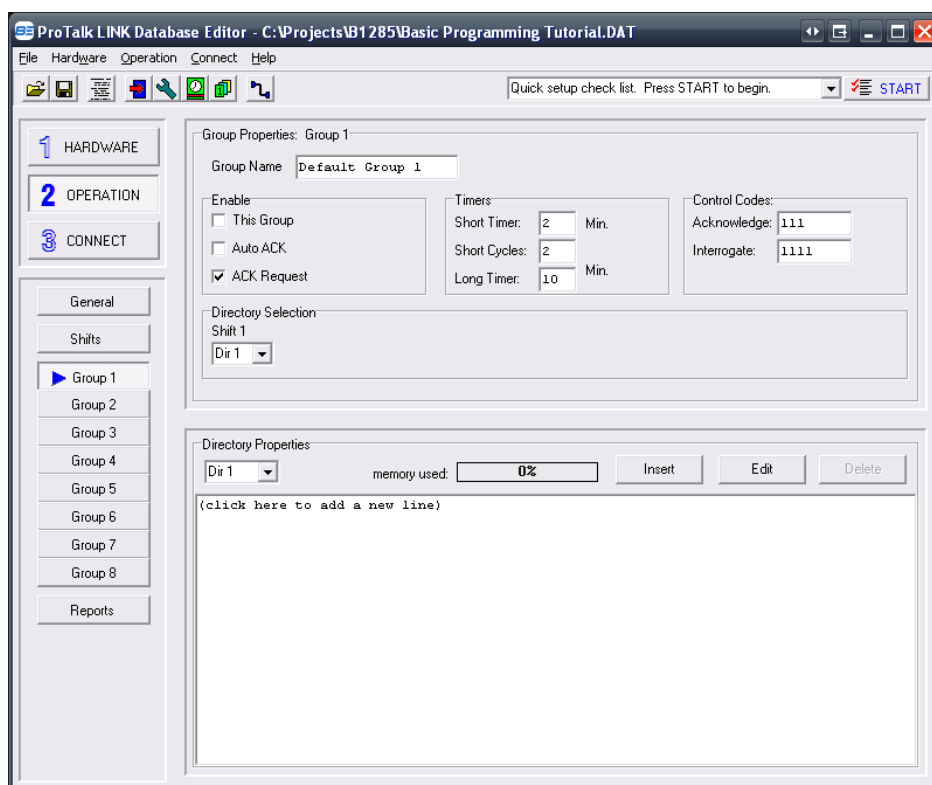 ProTalk LINK Database Editor - C:\Projects\B1285\Basic Programming Tutorial.DAT
File Hardware Operation Connect Help
Quick setup check list. Press START to begin. START
1 HARDWARE
2 OPERATION
3 CONNECT
General
Shifts
Group 1
Group 2
Group 3
Group 4
Group 5
Group 6
Group 7
Group 8
Reports
Group Properties: Group 1
Group Name Default Group 1
Enable
This Group
Auto ACK
ACK Request
Timers
Short Timer: 2 Min.
Short Cycles: 2
Long Timer: 10 Min.
Control Codes:
Acknowledge: 111
Interrogate: 1111
Directory Selection
Shift 1
Dir 1
Directory Properties
Dir 1 memory used: 0% Insert Edit Delete
(click here to add a new line)